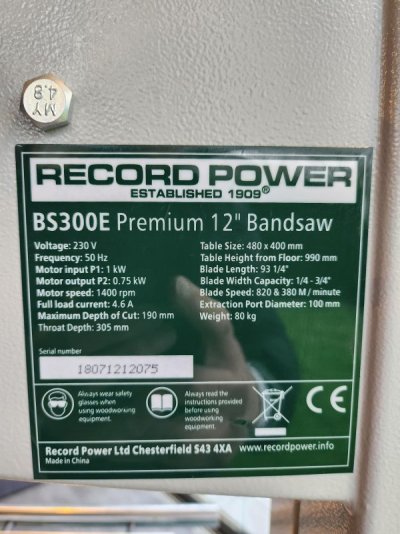 MY
4.8
RECORD POWER
ESTABLISHED 1909®
BS300E Premium 12" Bandsaw
Voltage: 230 V
Frequency: 50 Hz
Motor input P1: 1 kW
Motor output P2: 0.75 kW
Motor speed: 1400 rpm
Full load current: 4.6 A
Maximum Depth of Cut: 190 mm
Throat Depth: 305 mm
Table Size: 480 x 400 mm
Table Height from Floor: 990 mm
Blade Length: 93 1/4"
Blade Width Capacity: 1/4 - 3/4"
Blade Speed: 820 & 380 M / minute
Extraction Port Diameter: 100 mm
Weight: 80 kg
Serial number
18071212075
Always wear safety
glasses when
using woodworking
equipment.
Always read the
instructions provided
before using
woodworking
equipment.
CE
Record Power Ltd Chesterfield S43 4XA www.recordpower.info
Made in China